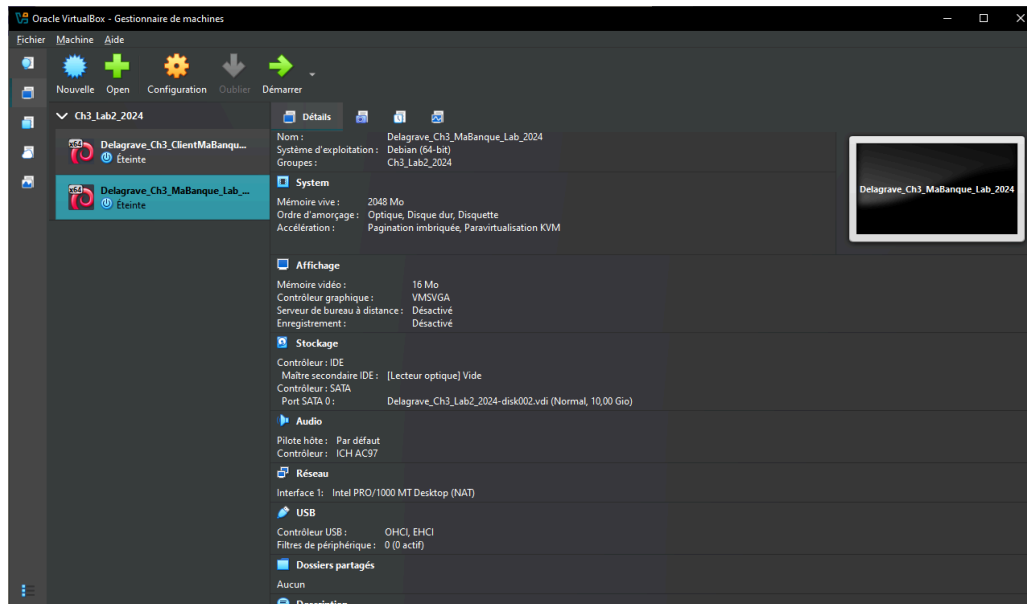 Oracle VirtualBox - Gestionnaire de machines
Fichier Machine Aide
Nouvelle Open Configuration Oublier Démarrer
Ch3_Lab2_2024
x64
Delagrave_Ch3_ClientMaBanqu...
Éteinte
x64
Delagrave_Ch3_MaBanque_Lab_...
Éteinte
Détails
Nom : Delagrave_Ch3_MaBanque_Lab_2024
Système d'exploitation : Debian (64-bit)
Groupes : Ch3_Lab2_2024
System
Mémoire vive : 2048 Mo
Ordre d'amorçage : Optique, Disque dur, Disquette
Accélération : Pagination imbriquée, Paravirtualisation KVM
Delagrave_Ch3_MaBanque_Lab_2024
Affichage
Mémoire vidéo : 16 Mo
Contrôleur graphique : VMSVGA
Serveur de bureau à distance : Désactivé
Enregistrement : Désactivé
Stockage
Contrôleur : IDE
Maître secondaire IDE : [Lecteur optique] Vide
Contrôleur : SATA
Port SATA 0 : Delagrave_Ch3_Lab2_2024-disk002.vdi (Normal, 10,00 Gio)
Audio
Pilote hôte : Par défaut
Contrôleur : ICH AC97
Réseau
Interface 1: Intel PRO/1000 MT Desktop (NAT)
USB
Contrôleur USB : OHCI, EHCI
Filtres de périphérique : 0 (0 actif)
Dossiers partagés
Aucun
Description